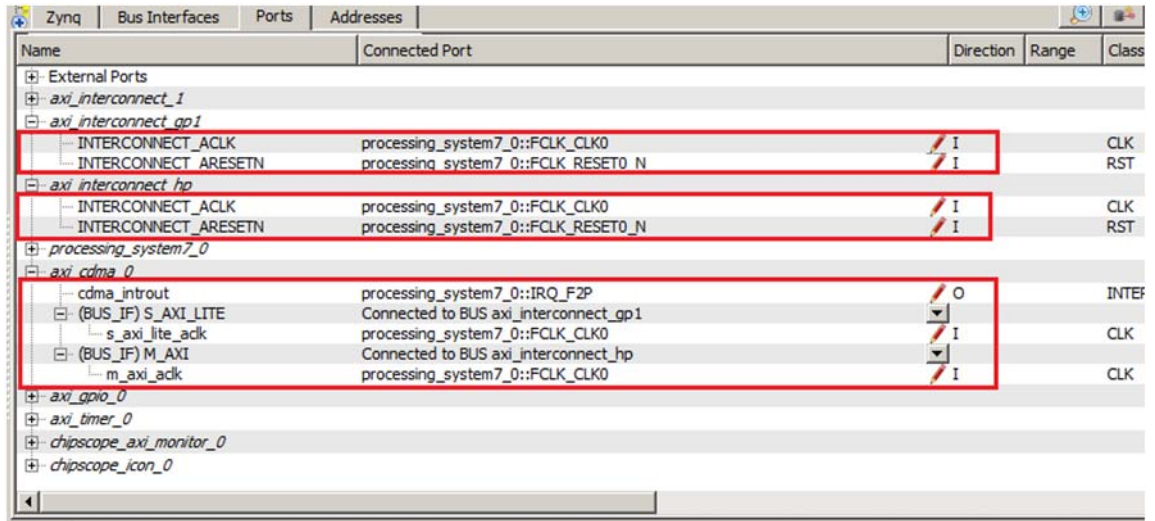 Zynq Bus Interfaces Ports Addresses
Name Connected Port Direction Range Class
External Ports
axi_interconnect_1
axi_interconnect_gp1
INTERCONNECT_ACLK processing_system7_0::FCLK_CLK0 I CLK
INTERCONNECT_ARESETN processing_system7_0::FCLK_RESET0_N I RST
axi_interconnect_hp
INTERCONNECT_ACLK processing_system7_0::FCLK_CLK0 I CLK
INTERCONNECT_ARESETN processing_system7_0::FCLK_RESET0_N I RST
processing_system7_0
axi_cdma_0
cdma_introut processing_system7_0::IRQ_F2P O INTER
(BUS_IF) S_AXI_LITE Connected to BUS axi_interconnect_gp1
s_axi_lite_aclk processing_system7_0::FCLK_CLK0 I CLK
(BUS_IF) M_AXI Connected to BUS axi_interconnect_hp
m_axi_aclk processing_system7_0::FCLK_CLK0 I CLK
axi_gpio_0
axi_timer_0
chipscope_axi_monitor_0
chipscope_icon_0